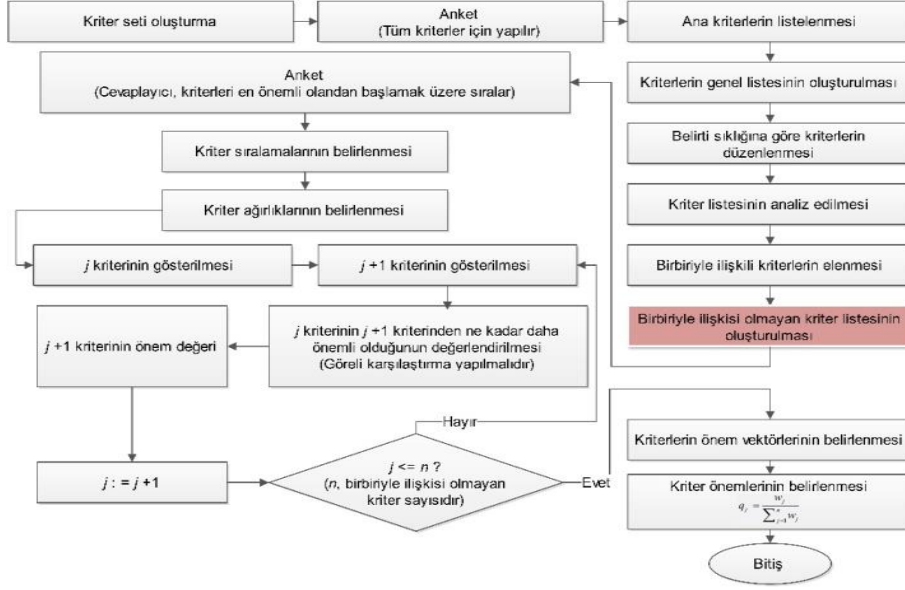 Kriter seti oluşturma
Anket
(Tüm kriterler için yapılır)
Ana kriterlerin listelenmesi
Kriterlerin genel listesinin oluşturulması
Belirti sıklığına göre kriterlerin
düzenlenmesi
Kriter listesinin analiz edilmesi
Birbiriyle ilişkili kriterlerin elenmesi
Birbiriyle ilişkisi olmayan kriter listesinin
oluşturulması
Anket
(Cevaplayıcı, kriterleri en önemli olandan başlamak üzere sıralar)
Kriter sıralamalarının belirlenmesi
Kriter ağırlıklarının belirlenmesi
j kriterinin gösterilmesi
j +1 kriterinin gösterilmesi
j kriterinin j +1 kriterinden ne kadar daha
önemli olduğunun değerlendirilmesi
(Göreli karşılaştırma yapılmalıdır)
j +1 kriterinin önem değeri
j : = j +1
j <= n ?
(n, birbiriyle ilişkisi olmayan
kriter sayısıdır)
Hayır
Evet
Kriterlerin önem vektörlerinin belirlenmesi
Kriter önemlerinin belirlenmesi
q_j = w_j / ∑_{j=1}^{n} w_j
Bitiş